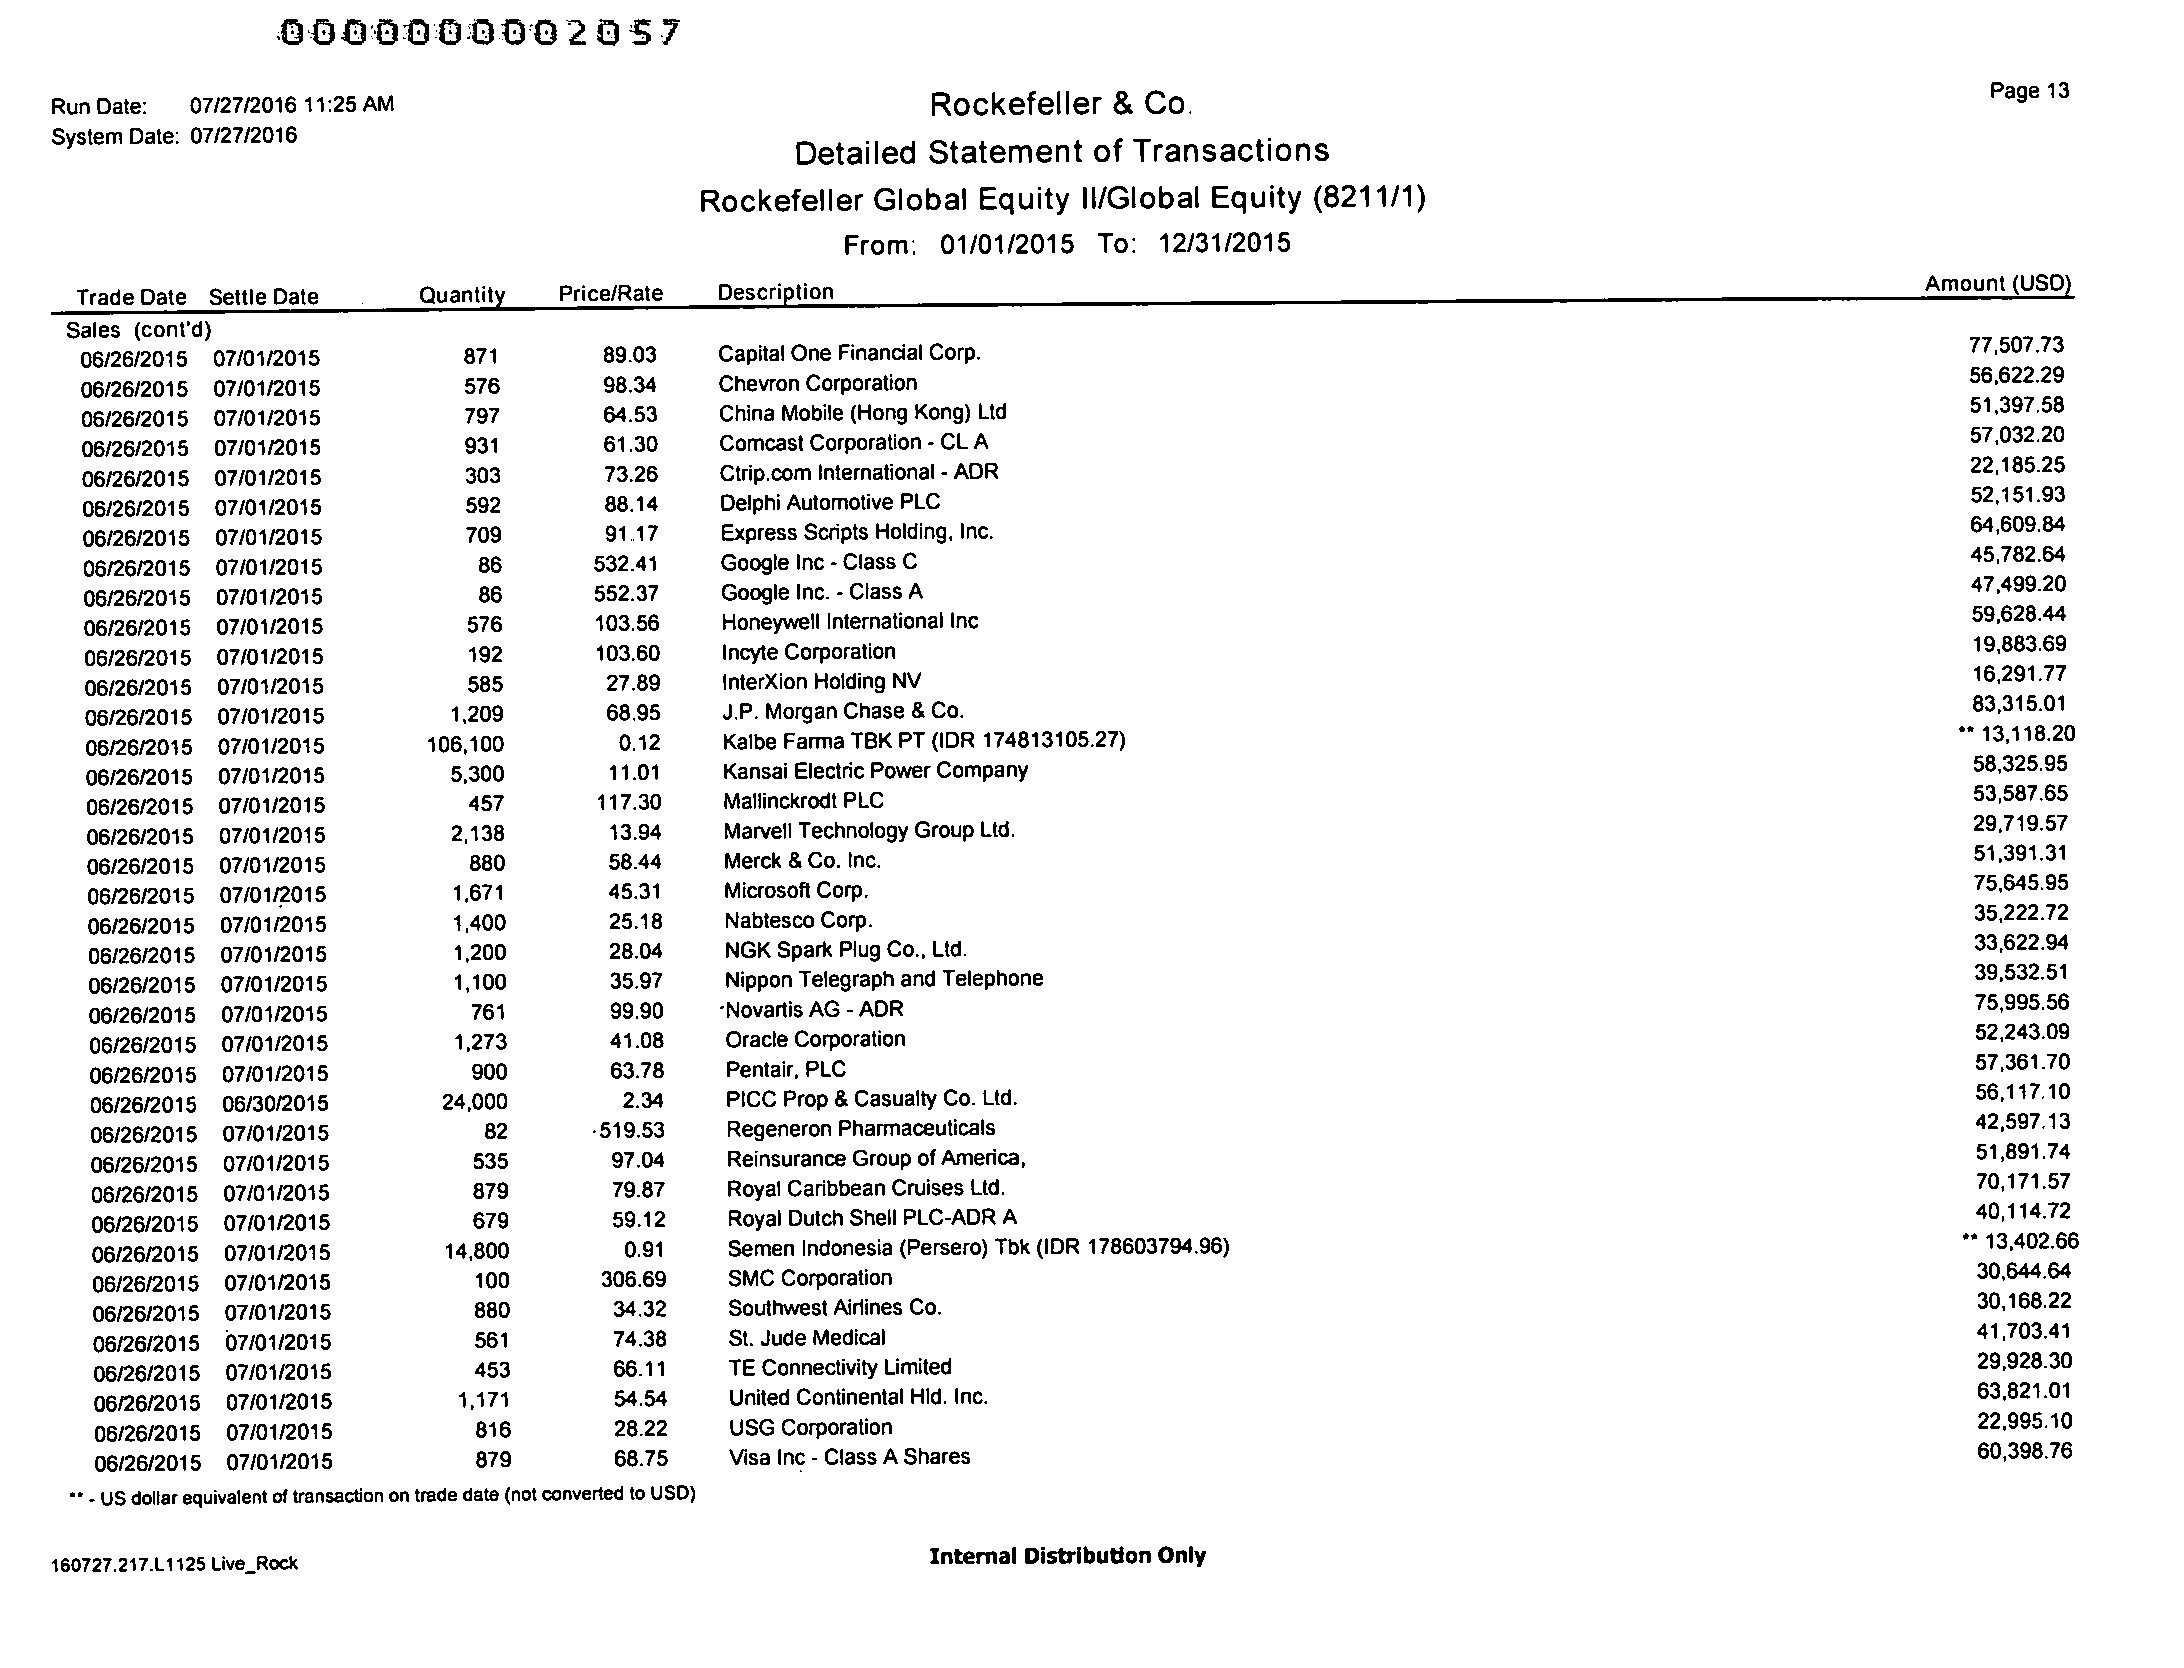 0000000002057
Page 13
Run Date: 07/27/2016 11:25 AM
Rockefeller & Co.
System Date: 07/27/2016
Detailed Statement of Transactions
Rockefeller Global Equity II/Global Equity (8211/1)
From: 01/01/2015 To: 12/31/2015
Trade Date Settle Date Quantity Price/Rate Description Amount (USD)
Sales (cont'd)
06/26/2015 07/01/2015 871 89.03 Capital One Financial Corp. 77,507.73
06/26/2015 07/01/2015 576 98.34 Chevron Corporation 56,622.29
06/26/2015 07/01/2015 797 64.53 China Mobile (Hong Kong) Ltd 51,397.58
06/26/2015 07/01/2015 931 61.30 Comcast Corporation - CL A 57,032.20
06/26/2015 07/01/2015 303 73.26 Ctrip.com International - ADR 22,185.25
06/26/2015 07/01/2015 592 88.14 Delphi Automotive PLC 52,151.93
06/26/2015 07/01/2015 709 91.17 Express Scripts Holding, Inc. 64,609.84
06/26/2015 07/01/2015 86 532.41 Google Inc - Class C 45,782.64
06/26/2015 07/01/2015 86 552.37 Google Inc. - Class A 47,499.20
06/26/2015 07/01/2015 576 103.56 Honeywell International Inc 59,628.44
06/26/2015 07/01/2015 192 103.60 Incyte Corporation 19,883.69
06/26/2015 07/01/2015 585 27.89 InterXion Holding NV 16,291.77
06/26/2015 07/01/2015 1,209 68.95 J.P. Morgan Chase & Co. 83,315.01
06/26/2015 07/01/2015 106,100 0.12 Kalbe Farma TBK PT (IDR 174813105.27) ** 13,118.20
06/26/2015 07/01/2015 5,300 11.01 Kansai Electric Power Company 58,325.95
06/26/2015 07/01/2015 457 117.30 Mallinckrodt PLC 53,587.65
06/26/2015 07/01/2015 2,138 13.94 Marvell Technology Group Ltd. 29,719.57
06/26/2015 07/01/2015 880 58.44 Merck & Co. Inc. 51,391.31
06/26/2015 07/01/2015 1,671 45.31 Microsoft Corp. 75,645.95
06/26/2015 07/01/2015 1,400 25.18 Nabtesco Corp. 35,222.72
06/26/2015 07/01/2015 1,200 28.04 NGK Spark Plug Co., Ltd. 33,622.94
06/26/2015 07/01/2015 1,100 35.97 Nippon Telegraph and Telephone 39,532.51
06/26/2015 07/01/2015 761 99.90 Novartis AG - ADR 75,995.56
06/26/2015 07/01/2015 1,273 41.08 Oracle Corporation 52,243.09
06/26/2015 07/01/2015 900 63.78 Pentair, PLC 57,361.70
06/26/2015 06/30/2015 24,000 2.34 PICC Prop & Casualty Co. Ltd. 56,117.10
06/26/2015 07/01/2015 82 519.53 Regeneron Pharmaceuticals 42,597.13
06/26/2015 07/01/2015 535 97.04 Reinsurance Group of America, 51,891.74
06/26/2015 07/01/2015 879 79.87 Royal Caribbean Cruises Ltd. 70,171.57
06/26/2015 07/01/2015 679 59.12 Royal Dutch Shell PLC-ADR A 40,114.72
06/26/2015 07/01/2015 14,800 0.91 Semen Indonesia (Persero) Tbk (IDR 178603794.96) ** 13,402.66
06/26/2015 07/01/2015 100 306.69 SMC Corporation 30,644.64
06/26/2015 07/01/2015 880 34.32 Southwest Airlines Co. 30,168.22
06/26/2015 07/01/2015 561 74.38 St. Jude Medical 41,703.41
06/26/2015 07/01/2015 453 66.11 TE Connectivity Limited 29,928.30
06/26/2015 07/01/2015 1,171 54.54 United Continental Hld. Inc. 63,821.01
06/26/2015 07/01/2015 816 28.22 USG Corporation 22,995.10
06/26/2015 07/01/2015 879 68.75 Visa Inc - Class A Shares 60,398.76
** - US dollar equivalent of transaction on trade date (not converted to USD)
160727.217.L1125 Live_Rock Internal Distribution Only